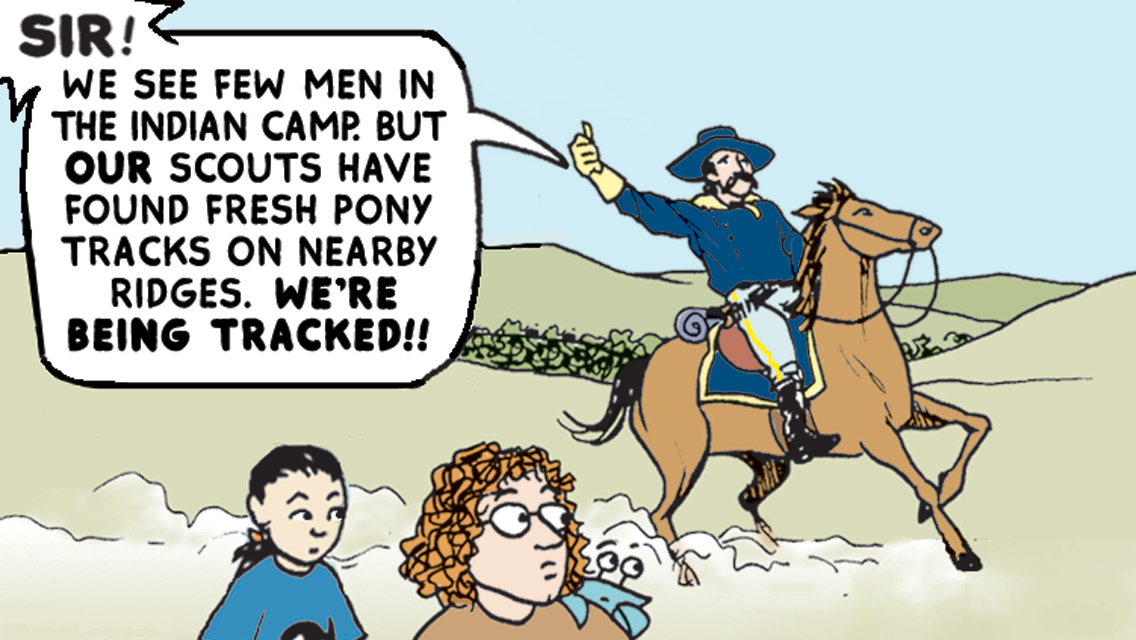 SIR!
WE SEE FEW MEN IN
THE INDIAN CAMP. BUT
OUR SCOUTS HAVE
FOUND FRESH PONY
TRACKS ON NEARBY
RIDGES. WE'RE
BEING TRACKED!!